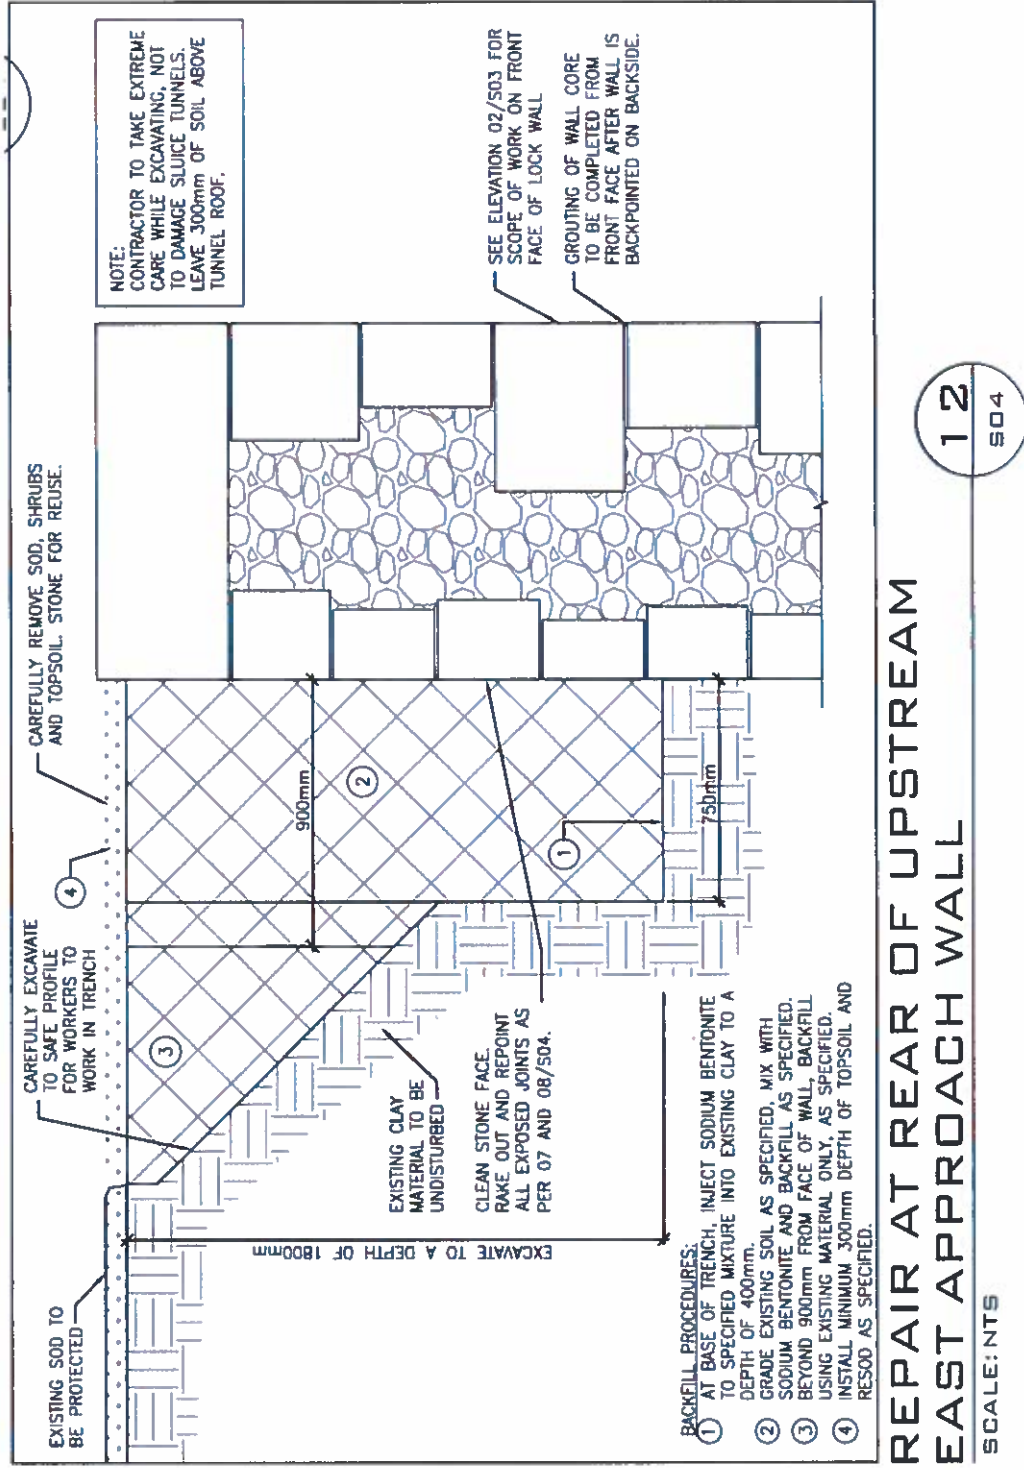 EXISTING SOD TO
BE PROTECTED
CAREFULLY EXCAVATE
TO SAFE PROFILE
FOR WORKERS TO
WORK IN TRENCH
4
CAREFULLY REMOVE SOD, SHRUBS
AND TOPSOIL. STONE FOR REUSE.
NOTE:
CONTRACTOR TO TAKE EXTREME
CARE WHILE EXCAVATING, NOT
TO DAMAGE SLUICE TUNNELS.
LEAVE 300mm OF SOIL ABOVE
TUNNEL ROOF.
3
900mm
2
EXISTING CLAY
MATERIAL TO BE
UNDISTURBED
CLEAN STONE FACE.
RAKE OUT AND REPOINT
ALL EXPOSED JOINTS AS
PER 07 AND 08/S04.
EXCAVATE TO A DEPTH OF 1800mm
1
750mm
SEE ELEVATION 02/S03 FOR
SCOPE OF WORK ON FRONT
FACE OF LOCK WALL
GROUTING OF WALL CORE
TO BE COMPLETED FROM
FRONT FACE AFTER WALL IS
BACKPOINTED ON BACKSIDE.
BACKFILL PROCEDURES:
1 AT BASE OF TRENCH, INJECT SODIUM BENTONITE
TO SPECIFIED MIXTURE INTO EXISTING CLAY TO A
DEPTH OF 400mm.
2 GRADE EXISTING SOIL AS SPECIFIED, MIX WITH
SODIUM BENTONITE AND BACKFILL AS SPECIFIED.
3 BEYOND 900mm FROM FACE OF WALL, BACKFILL
USING EXISTING MATERIAL ONLY, AS SPECIFIED.
4 INSTALL MINIMUM 300mm DEPTH OF TOPSOIL AND
RESOD AS SPECIFIED.
REPAIR AT REAR OF UPSTREAM
EAST APPROACH WALL
SCALE: NTS
12
S04